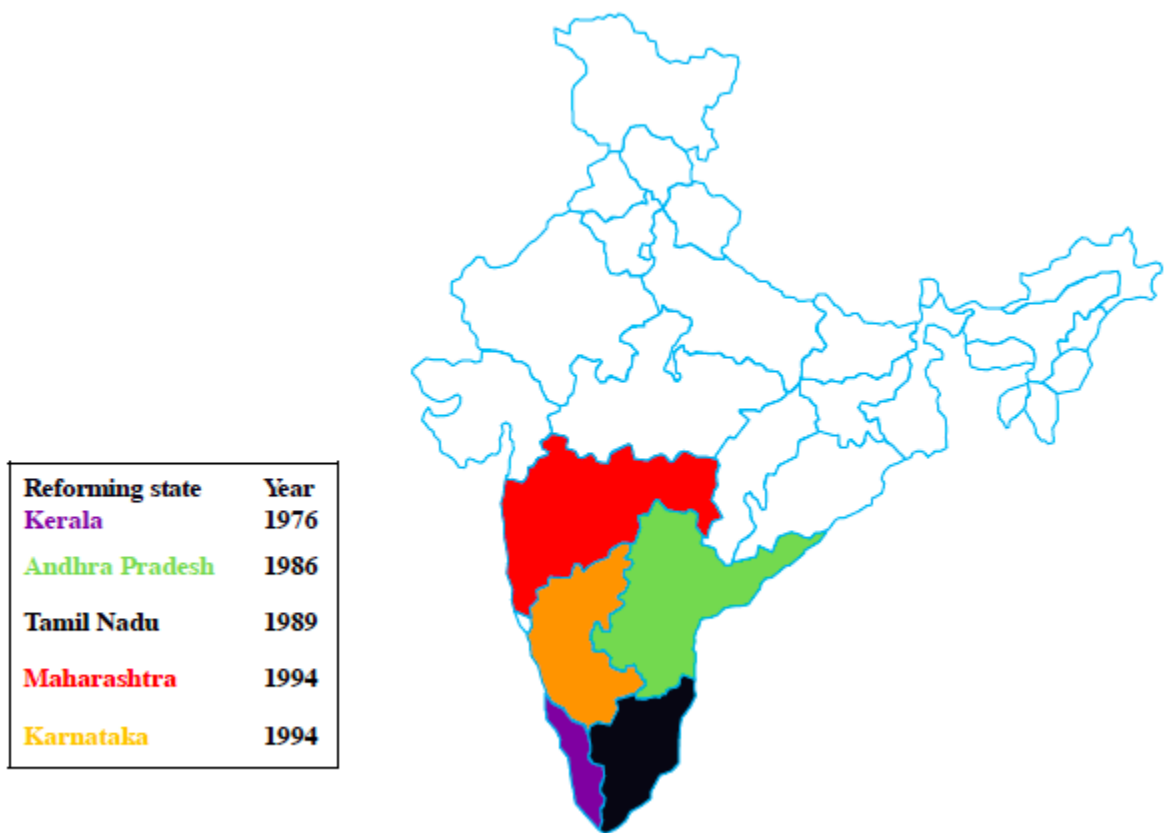 Reforming state Year
Kerala 1976
Andhra Pradesh 1986
Tamil Nadu 1989
Maharashtra 1994
Karnataka 1994